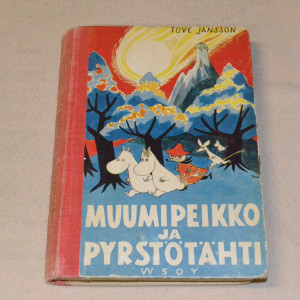 TOVE JANSSON
MUUMIPEIKKO
JA
PYRSTÖTÄHTI
WSOY